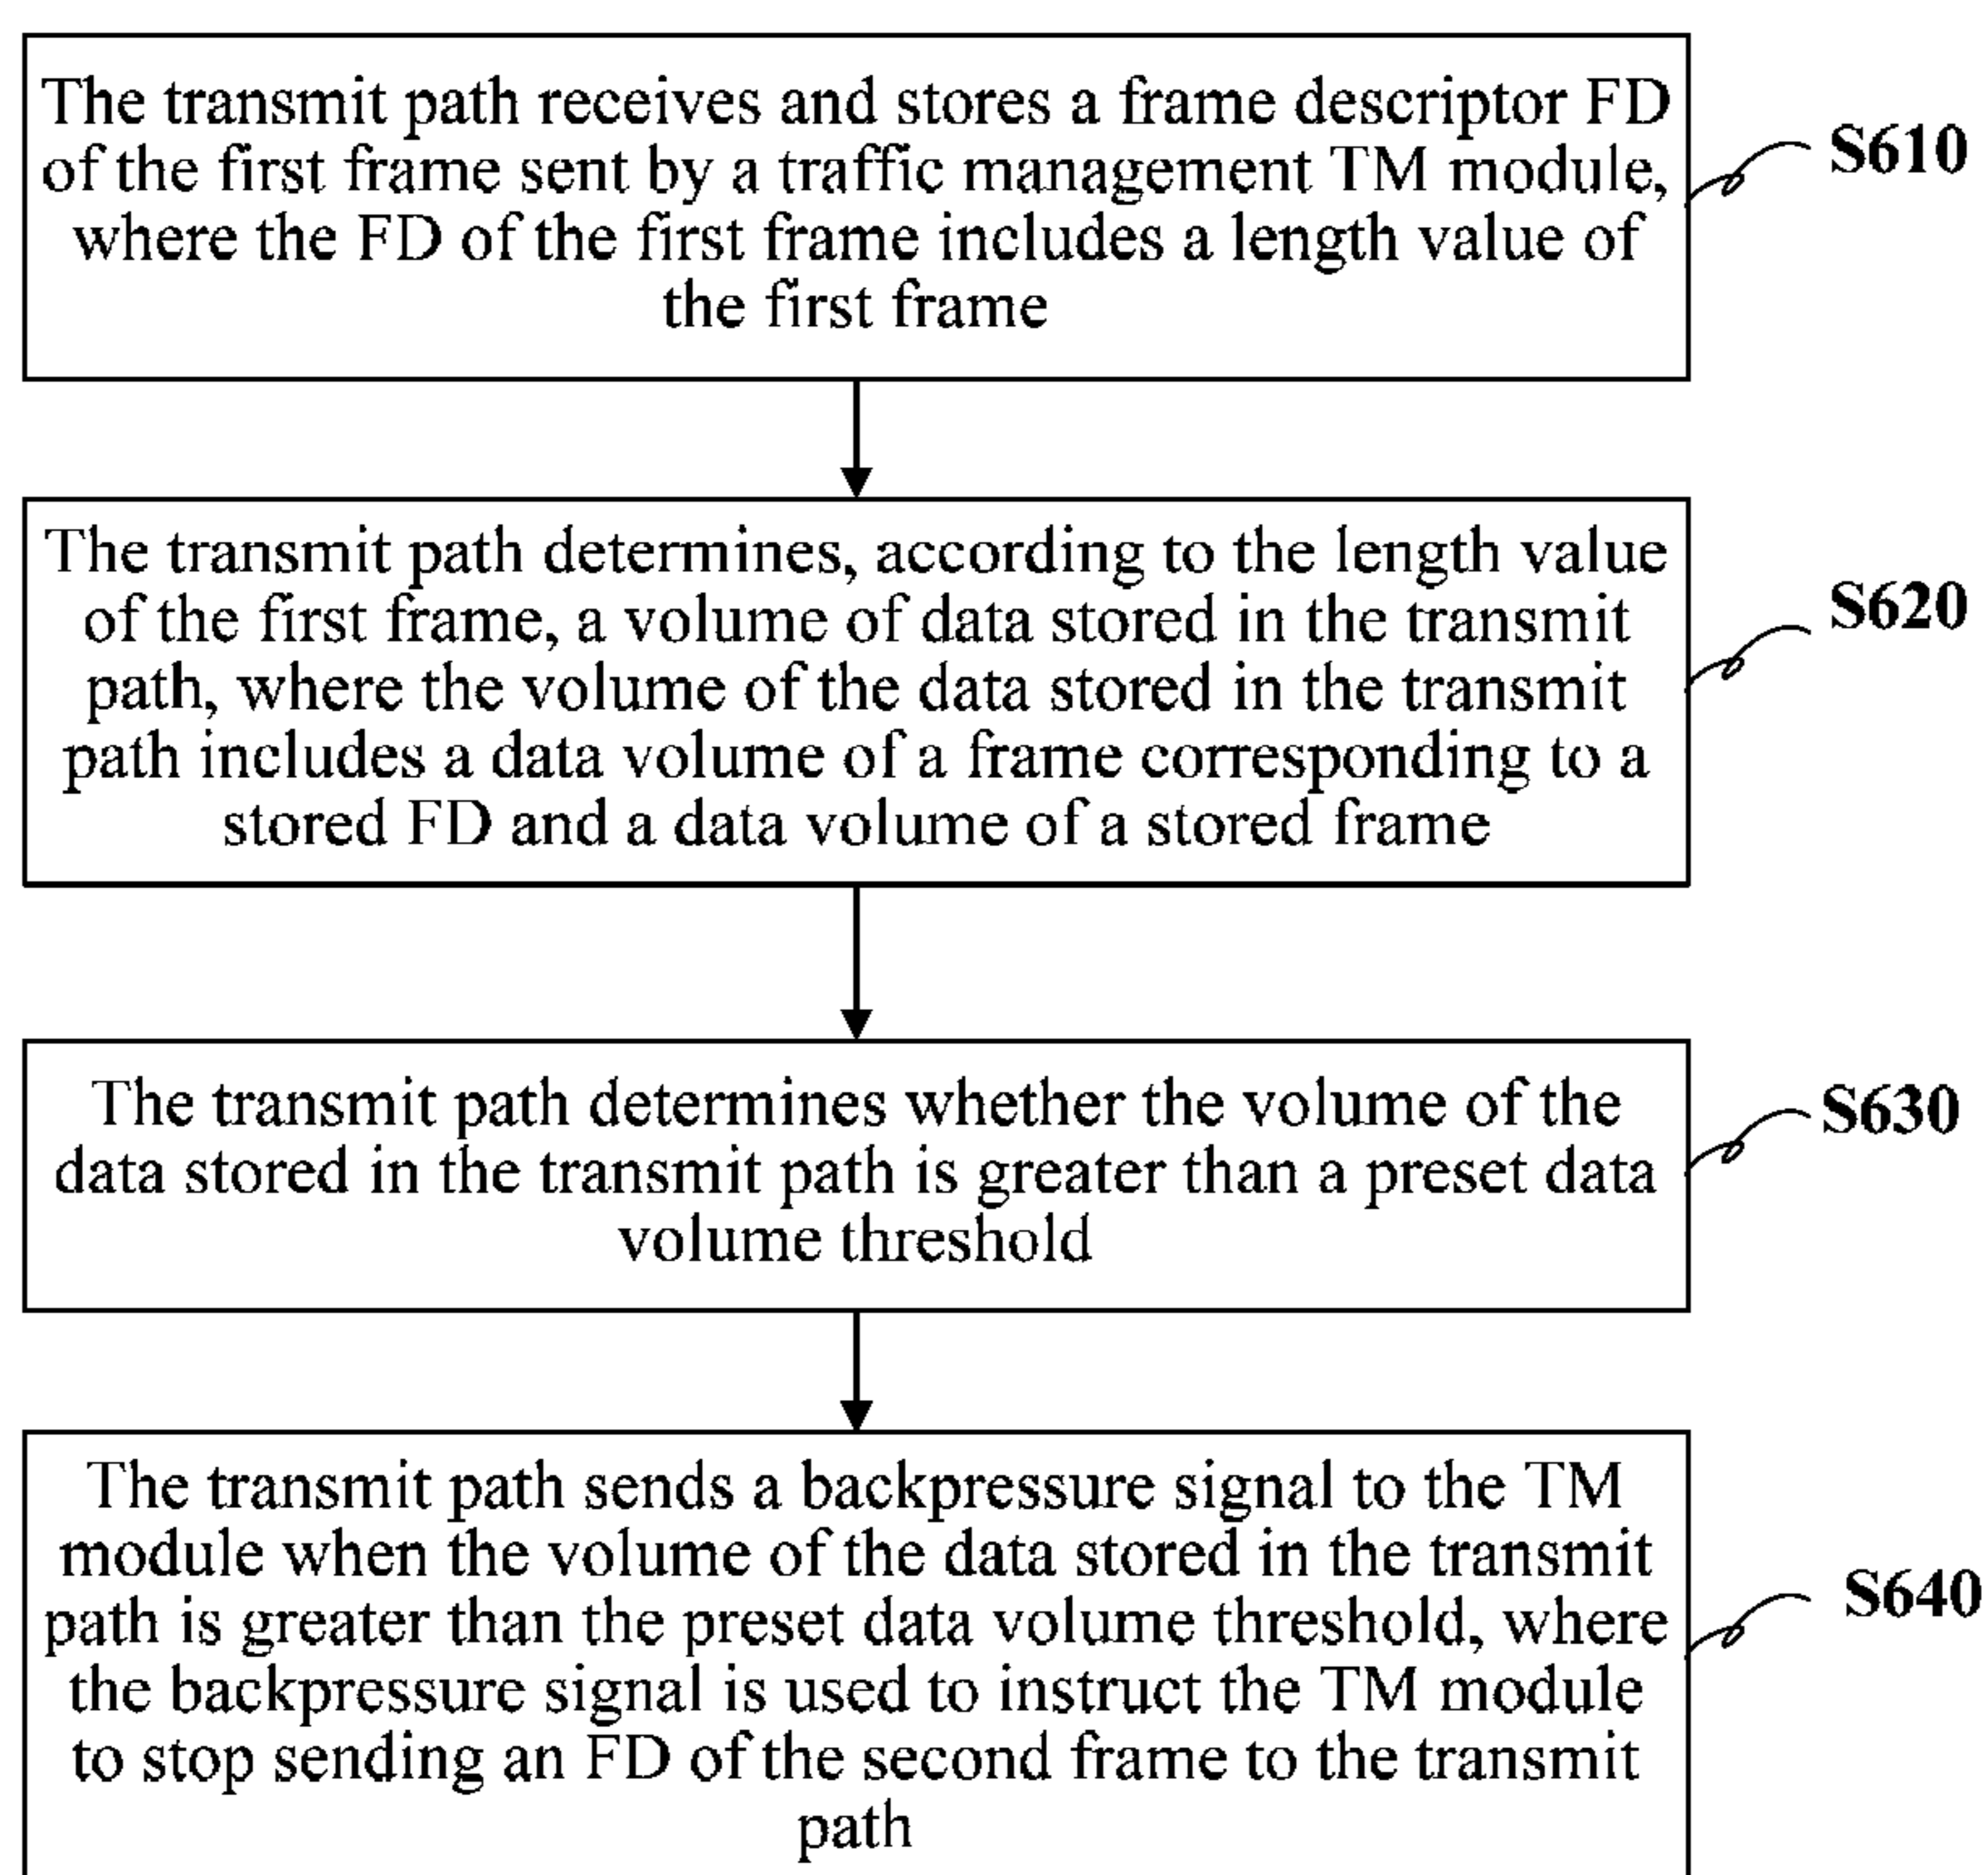 The transmit path receives and stores a frame descriptor FD
of the first frame sent by a traffic management TM module,
where the FD of the first frame includes a length value of
the first frame
S610
The transmit path determines, according to the length value
of the first frame, a volume of data stored in the transmit
path, where the volume of the data stored in the transmit
path includes a data volume of a frame corresponding to a
stored FD and a data volume of a stored frame
S620
The transmit path determines whether the volume of the
data stored in the transmit path is greater than a preset data
volume threshold
S630
The transmit path sends a backpressure signal to the TM
module when the volume of the data stored in the transmit
path is greater than the preset data volume threshold, where
the backpressure signal is used to instruct the TM module
to stop sending an FD of the second frame to the transmit
path
S640